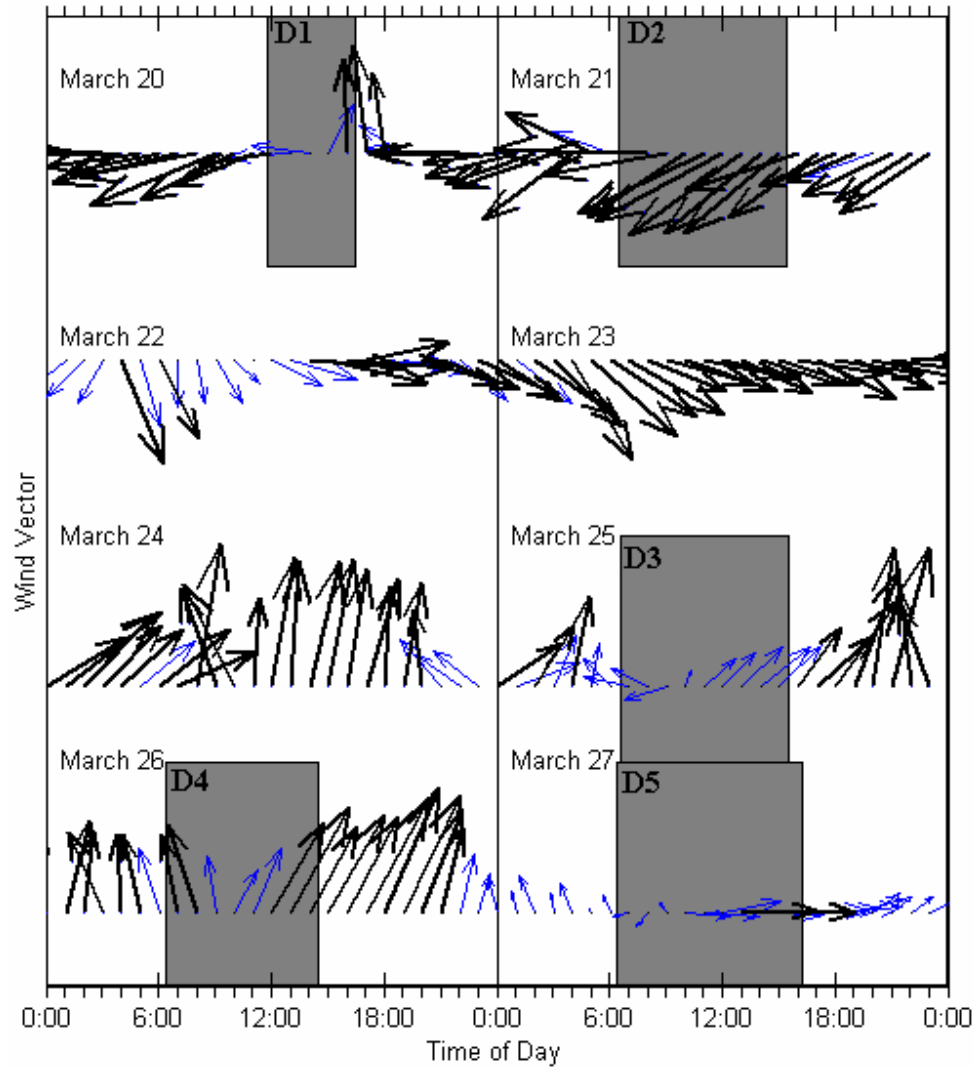 D1
D2
March 20
March 21
March 22
March 23
March 24
March 25
D3
March 26
March 27
D4
D5
Wind Vector
0:00
6:00
12:00
18:00
0:00
6:00
12:00
18:00
0:00
Time of Day